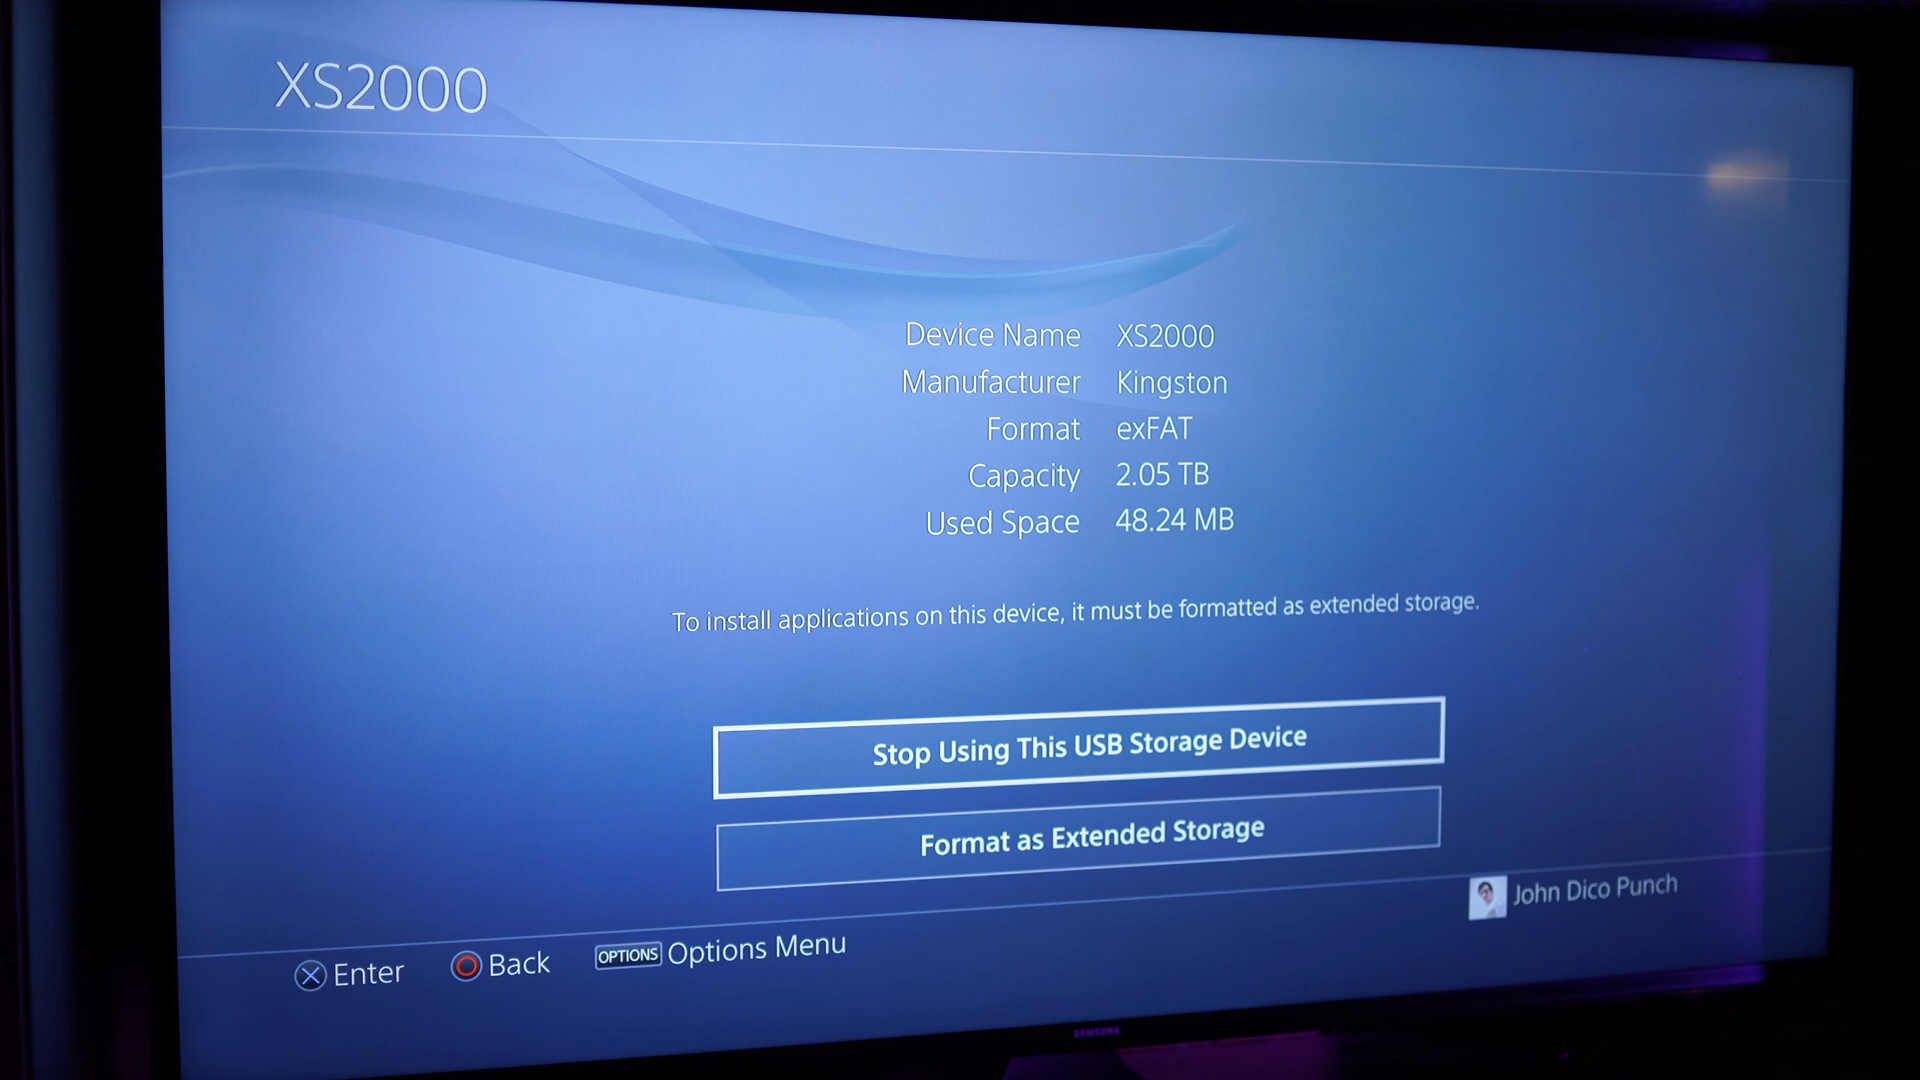 XS2000
Device Name XS2000
Manufacturer Kingston
Format exFAT
Capacity 2.05 TB
Used Space 48.24 MB
To install applications on this device, it must be formatted as extended storage.
Stop Using This USB Storage Device
Format as Extended Storage
John Dico Punch
Enter Back OPTIONS Options Menu
SAMSUNG